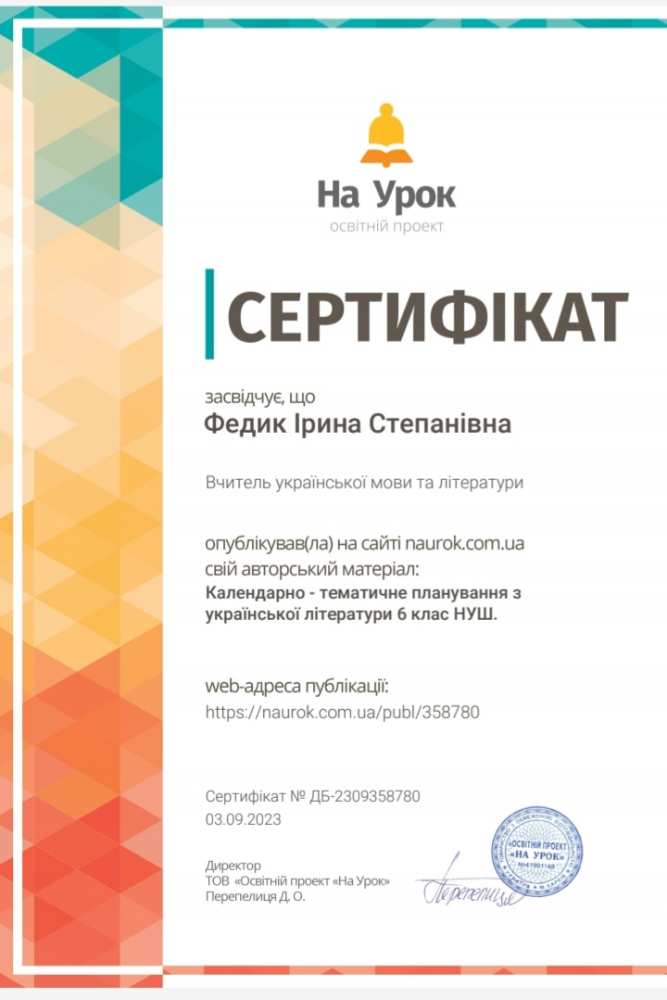 На Урок
освітній проект
СЕРТИФІКАТ
засвідчує, що
Федик Ірина Степанівна
Вчитель української мови та літератури
опублікував(ла) на сайті naurok.com.ua
свій авторський матеріал:
Календарно - тематичне планування з
української літератури 6 клас НУШ.
web-адреса публікації:
https://naurok.com.ua/publ/358780
Сертифікат № ДБ-2309358780
03.09.2023
Директор
ТОВ «Освітній проект «На Урок»
Перепелиця Д. О.
Перепелиця
ТОВАРИСТВО З ОБМЕЖЕНОЮ ВІДПОВІДАЛЬНІСТЮ
«ОСВІТНІЙ ПРОЕКТ
«НА УРОК»
№41991148